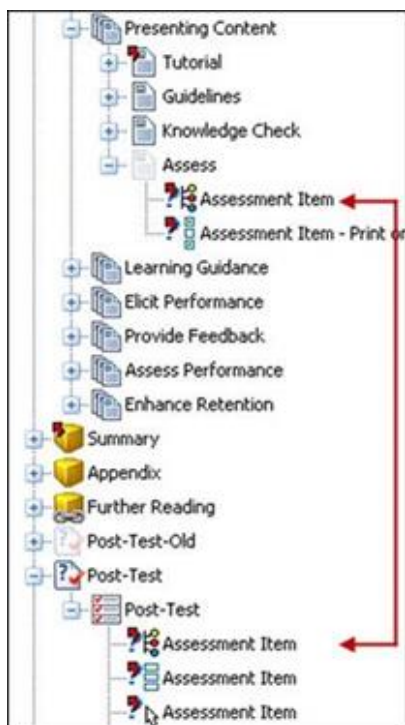 Presenting Content
Tutorial
Guidelines
Knowledge Check
Assess
Assessment Item
Assessment Item - Print or
Learning Guidance
Elicit Performance
Provide Feedback
Assess Performance
Enhance Retention
Summary
Appendix
Further Reading
Post-Test-Old
Post-Test
Post-Test
Assessment Item
Assessment Item
Assessment Item